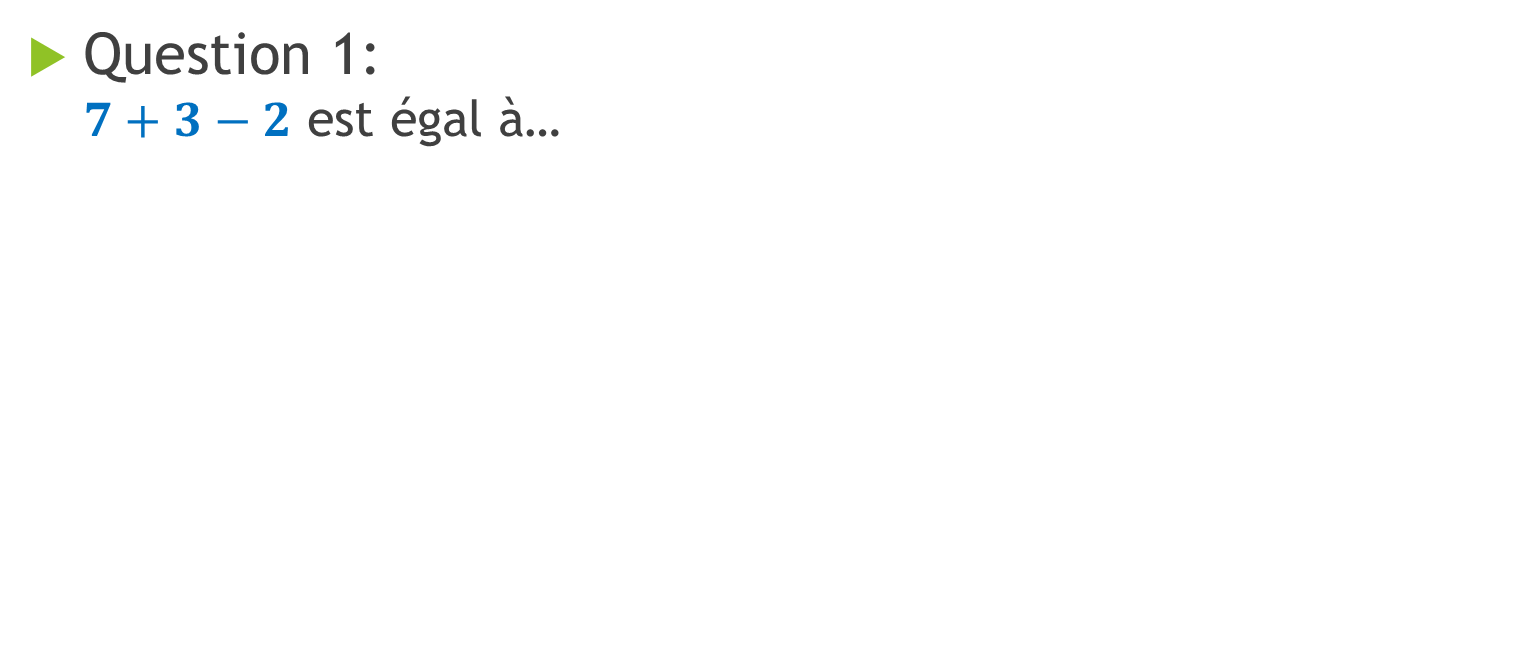 Question 1:
7 + 3 − 2 est égal à…